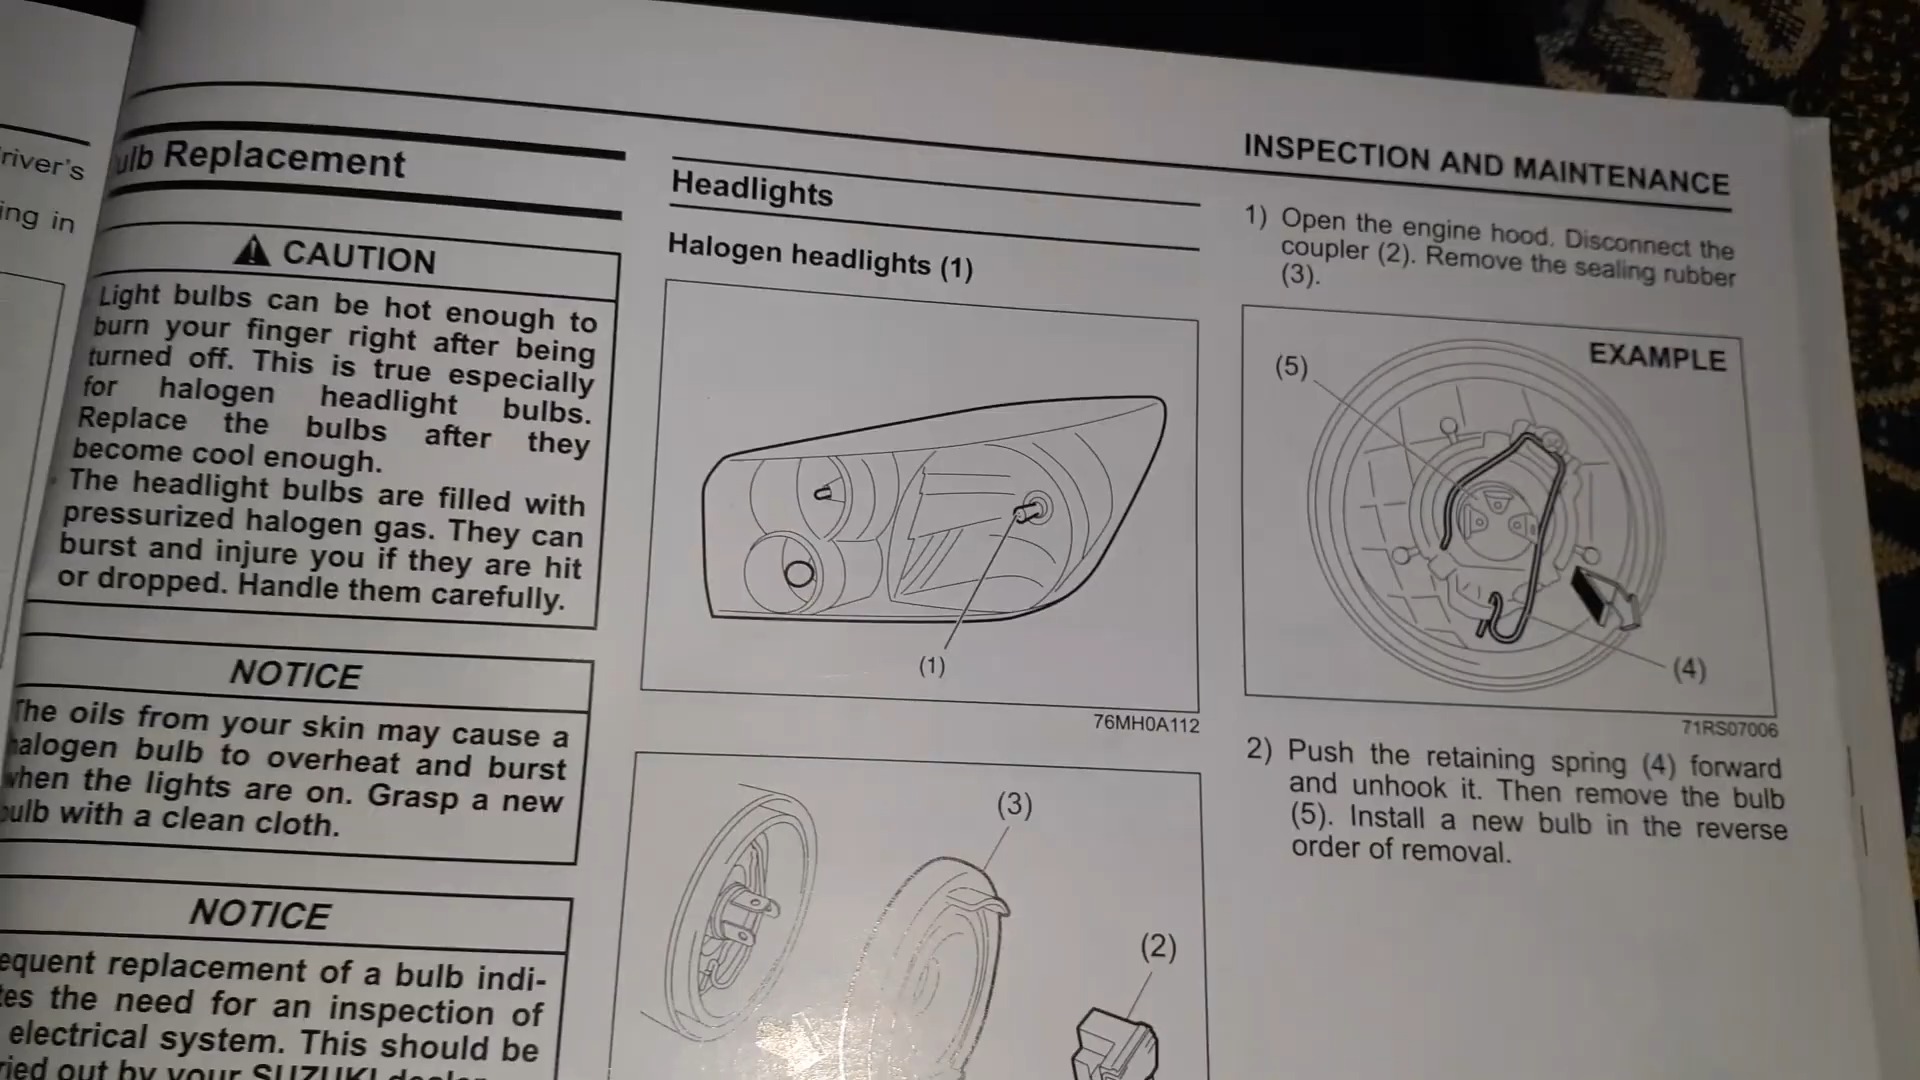 river's
ing in
ulb Replacement
CAUTION
Light bulbs can be hot enough to
burn your finger right after being
turned off. This is true especially
for halogen headlight bulbs.
Replace the bulbs after they
become cool enough.
The headlight bulbs are filled with
pressurized halogen gas. They can
burst and injure you if they are hit
or dropped. Handle them carefully.
NOTICE
The oils from your skin may cause a
halogen bulb to overheat and burst
when the lights are on. Grasp a new
bulb with a clean cloth.
NOTICE
equent replacement of a bulb indi-
tes the need for an inspection of
electrical system. This should be
ried out by your SUZUKI dealer
Headlights
Halogen headlights (1)
(1)
76MH0A112
(3)
(2)
INSPECTION AND MAINTENANCE
1) Open the engine hood. Disconnect the
coupler (2). Remove the sealing rubber
(3).
EXAMPLE
(5)
(4)
71RS07006
2) Push the retaining spring (4) forward
and unhook it. Then remove the bulb
(5). Install a new bulb in the reverse
order of removal.